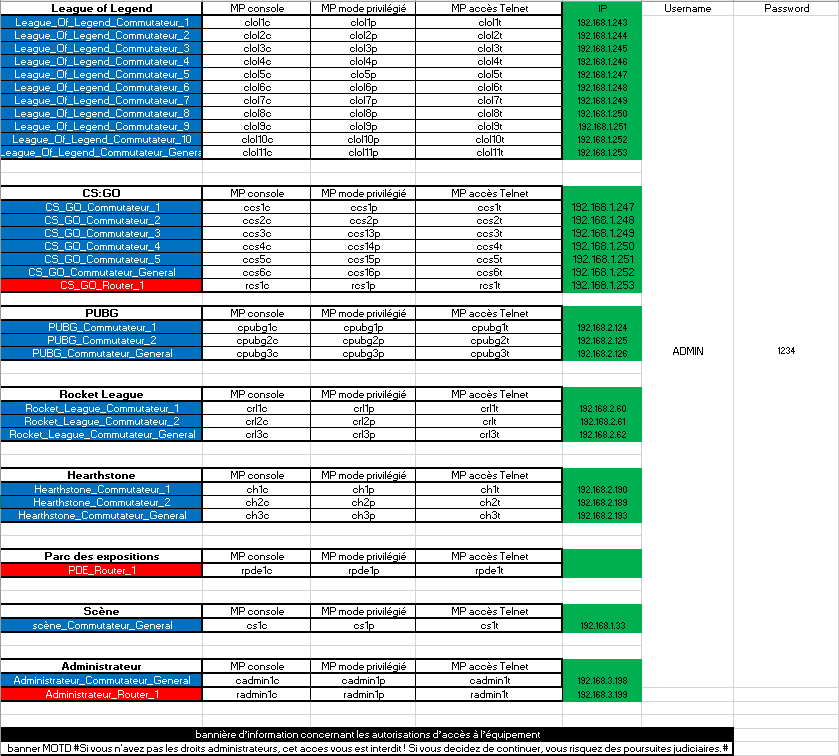 League of Legend MP console MP mode privilégié MP accès Telnet IP Username Password
League_Of_Legend_Commutateur_1 clol1c clol1p clol1t 192.168.1.243
League_Of_Legend_Commutateur_2 clol2c clol2p clol2t 192.168.1.244
League_Of_Legend_Commutateur_3 clol3c clol3p clol3t 192.168.1.245
League_Of_Legend_Commutateur_4 clol4c clol4p clol4t 192.168.1.246
League_Of_Legend_Commutateur_5 clol5c clo5p clol5t 192.168.1.247
League_Of_Legend_Commutateur_6 clol6c clol6p clol6t 192.168.1.248
League_Of_Legend_Commutateur_7 clol7c clol7p clol7t 192.168.1.249
League_Of_Legend_Commutateur_8 clol8c clol8p clol8t 192.168.1.250
League_Of_Legend_Commutateur_9 clol9c clol9p clol9t 192.168.1.251
League_Of_Legend_Commutateur_10 clol10c clol10p clol10t 192.168.1.252
League_Of_Legend_Commutateur_Genera clol11c clol11p clol11t 192.168.1.253
CS:GO MP console MP mode privilégié MP accès Telnet
CS_GO_Commutateur_1 ccs1c ccs1p ccs1t 192.168.1.247
CS_GO_Commutateur_2 ccs2c ccs2p ccs2t 192.168.1.248
CS_GO_Commutateur_3 ccs3c ccs13p ccs3t 192.168.1.249
CS_GO_Commutateur_4 ccs4c ccs14p ccs4t 192.168.1.250
CS_GO_Commutateur_5 ccs5c ccs15p ccs5t 192.168.1.251
CS_GO_Commutateur_General ccs6c ccs16p ccs6t 192.168.1.252
CS_GO_Router_1 rcs1c rcs1p rcs1t 192.168.1.253
PUBG MP console MP mode privilégié MP accès Telnet
PUBG_Commutateur_1 cpubg1c cpubg1p cpubg1t 192.168.2.124
PUBG_Commutateur_2 cpubg2c cpubg2p cpubg2t 192.168.2.125
PUBG_Commutateur_General cpubg3c cpubg3p cpubg3t 192.168.2.126 ADMIN 1234
Rocket League MP console MP mode privilégié MP accès Telnet
Rocket_League_Commutateur_1 crl1c crl1p crl1t 192.168.2.60
Rocket_League_Commutateur_2 crl2c crl2p crlt 192.168.2.61
Rocket_League_Commutateur_General crl3c crl3p crl3t 192.168.2.62
Hearthstone MP console MP mode privilégié MP accès Telnet
Hearthstone_Commutateur_1 ch1c ch1p ch1t 192.168.2.190
Hearthstone_Commutateur_2 ch2c ch2p ch2t 192.168.2.189
Hearthstone_Commutateur_General ch3c ch3p ch3t 192.168.2.193
Parc des expositions MP console MP mode privilégié MP accès Telnet
PDE_Router_1 rpde1c rpde1p rpde1t
Scène MP console MP mode privilégié MP accès Telnet
scène_Commutateur_General cs1c cs1p cs1t 192.168.1.33
Administrateur MP console MP mode privilégié MP accès Telnet
Administrateur_Commutateur_General cadmin1c cadmin1p cadmin1t 192.168.3.198
Administrateur_Router_1 radmin1c radmin1p radmin1t 192.168.3.199
bannière d'information concernant les autorisations d'accès à l'équipement
banner MOTD #Si vous n'avez pas les droits administrateurs, cet acces vous est interdit ! Si vous decidez de continuer, vous risquez des poursuites judiciaires.#